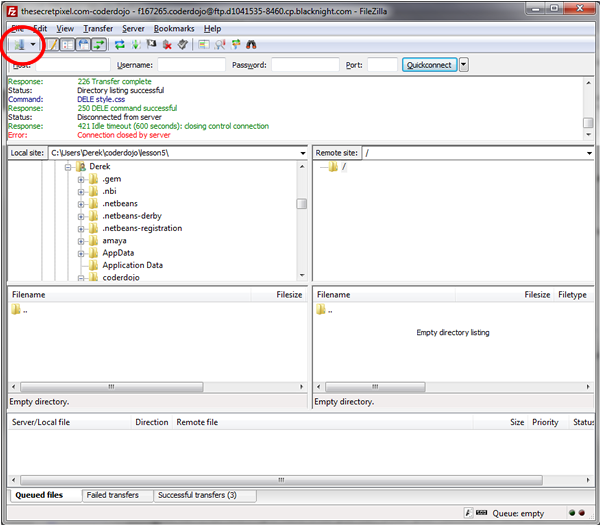 thesecretpixel.com-coderdojo - f167265.coderdojo@ftp.d1041535-8460.cp.blacknight.com - FileZilla
File Edit View Transfer Server Bookmarks Help
Host: Username: Password: Port: Quickconnect
Response: 226 Transfer complete
Status: Directory listing successful
Command: DELE style.css
Response: 250 DELE command successful
Status: Disconnected from server
Response: 421 Idle timeout (600 seconds): closing control connection
Error: Connection closed by server
Local site: C:\Users\Derek\coderdojo\lesson5\ Remote site: /
Derek /
.gem
.nbi
.netbeans
.netbeans-derby
.netbeans-registration
amaya
AppData
Application Data
coderdojo
Filename Filesize Filename Filesize Filetype
.. ..
Empty directory listing
Empty directory. Empty directory.
Server/Local file Direction Remote file Size Priority Status
Queued files Failed transfers Successful transfers (3)
Queue: empty